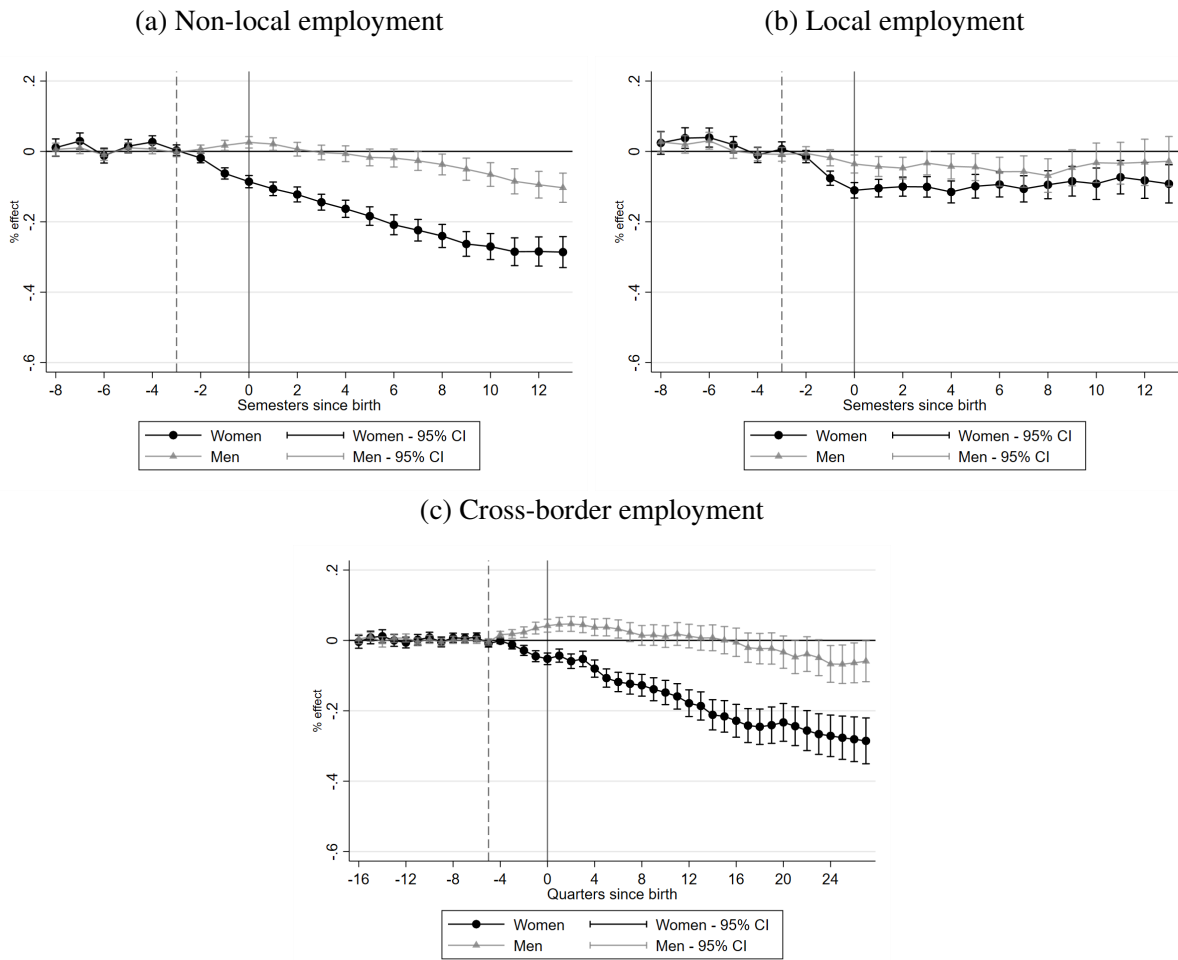 (a) Non-local employment
.2
0
-.2
-.4
-.6
% effect
-8 -6 -4 -2 0 2 4 6 8 10 12
Semesters since birth
Women Women - 95% CI
Men Men - 95% CI
(b) Local employment
.2
0
-.2
-.4
-.6
% effect
-8 -6 -4 -2 0 2 4 6 8 10 12
Semesters since birth
Women Women - 95% CI
Men Men - 95% CI
(c) Cross-border employment
.2
0
-.2
-.4
-.6
% effect
-16 -12 -8 -4 0 4 8 12 16 20 24
Quarters since birth
Women Women - 95% CI
Men Men - 95% CI